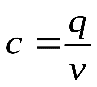 c = q/v